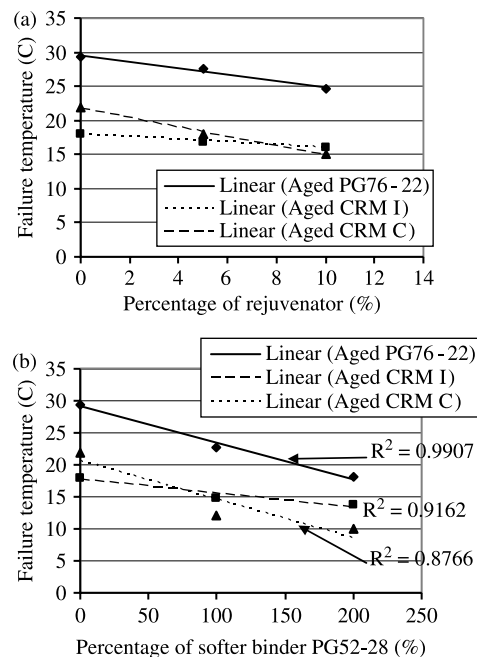 (a)
35
30
25
20
15
10
5
0
Failure temperature (C)
Linear (Aged PG76-22)
Linear (Aged CRM I)
Linear (Aged CRM C)
0 2 4 6 8 10 12 14
Percentage of rejuvenator (%)
(b)
Linear (Aged PG76-22)
Linear (Aged CRM I)
Linear (Aged CRM C)
35
30
25
20
15
10
5
0
Failure temperature (C)
R² = 0.9907
R² = 0.9162
R² = 0.8766
0 50 100 150 200 250
Percentage of softer binder PG52-28 (%)